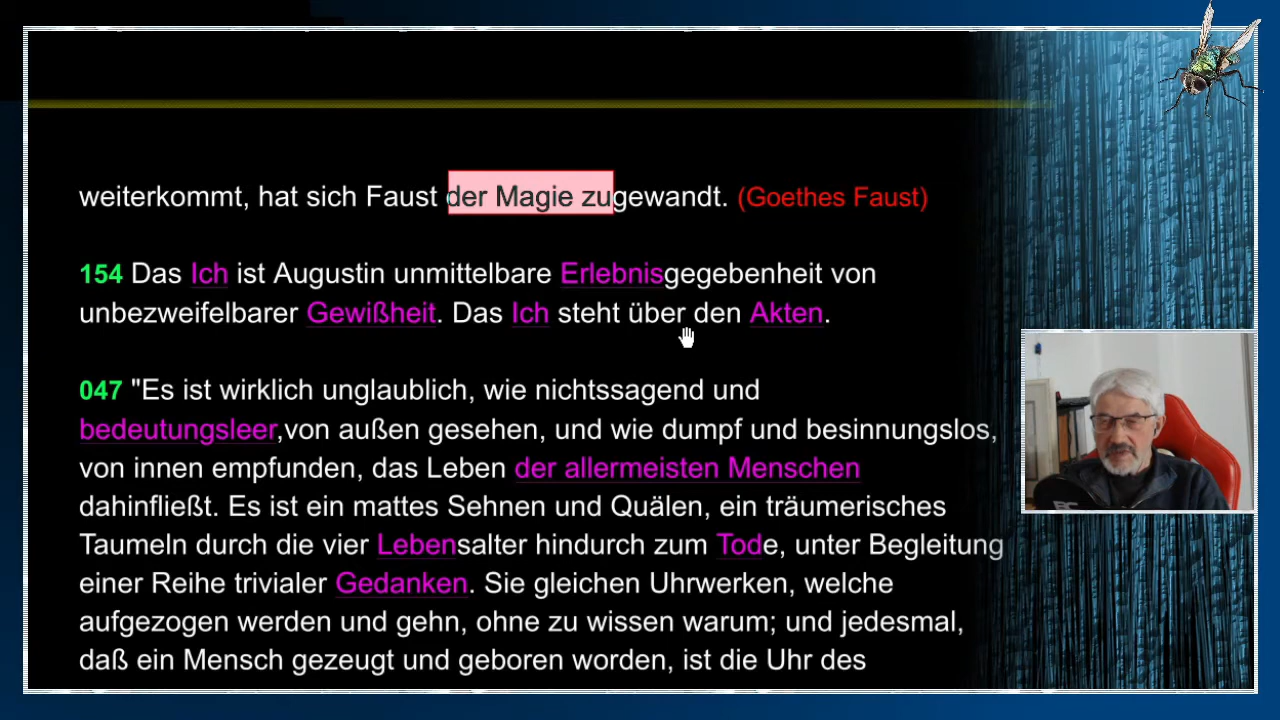 weiterkommt, hat sich Faust der Magie zugewandt. (Goethes Faust)
154 Das Ich ist Augustin unmittelbare Erlebnisgegebenheit von
unbezweifelbarer Gewißheit. Das Ich steht über den Akten.
047 "Es ist wirklich unglaublich, wie nichtssagend und
bedeutungsleer,von außen gesehen, und wie dumpf und besinnungslos,
von innen empfunden, das Leben der allermeisten Menschen
dahinfließt. Es ist ein mattes Sehnen und Quälen, ein träumerisches
Taumeln durch die vier Lebensalter hindurch zum Tode, unter Begleitung
einer Reihe trivialer Gedanken. Sie gleichen Uhrwerken, welche
aufgezogen werden und gehn, ohne zu wissen warum; und jedesmal,
daß ein Mensch gezeugt und geboren worden, ist die Uhr des